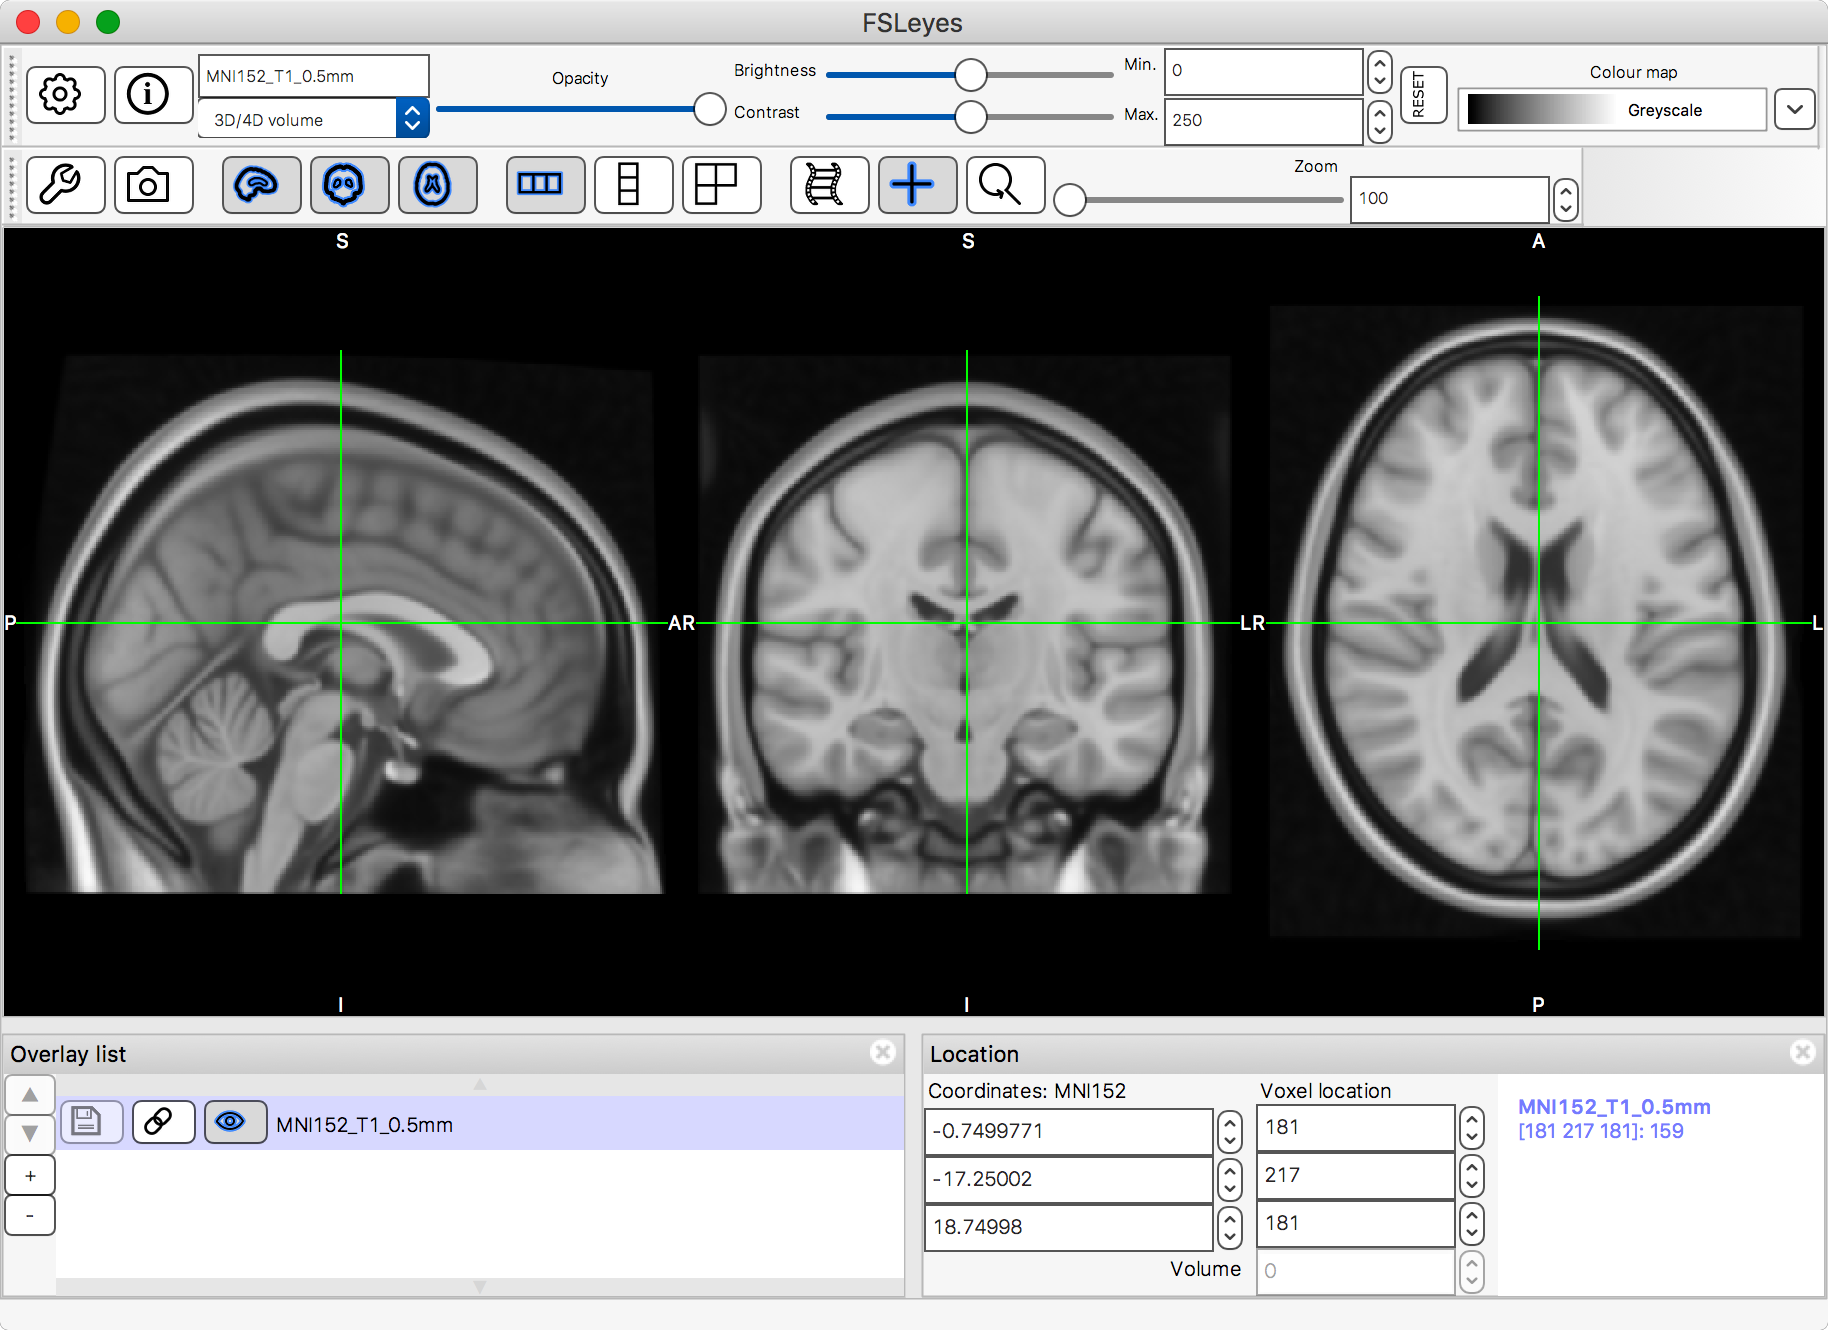 FSLeyes
MNI152_T1_0.5mm
3D/4D volume
Opacity
Brightness
Contrast
Min.
0
Max.
250
RESET
Colour map
Greyscale
Zoom
100
S
S
A
P
A
R
L
R
L
I
I
P
Overlay list
MNI152_T1_0.5mm
+
-
Location
Coordinates: MNI152
Voxel location
-0.7499771
181
-17.25002
217
18.74998
181
Volume
0
MNI152_T1_0.5mm
[181 217 181]: 159